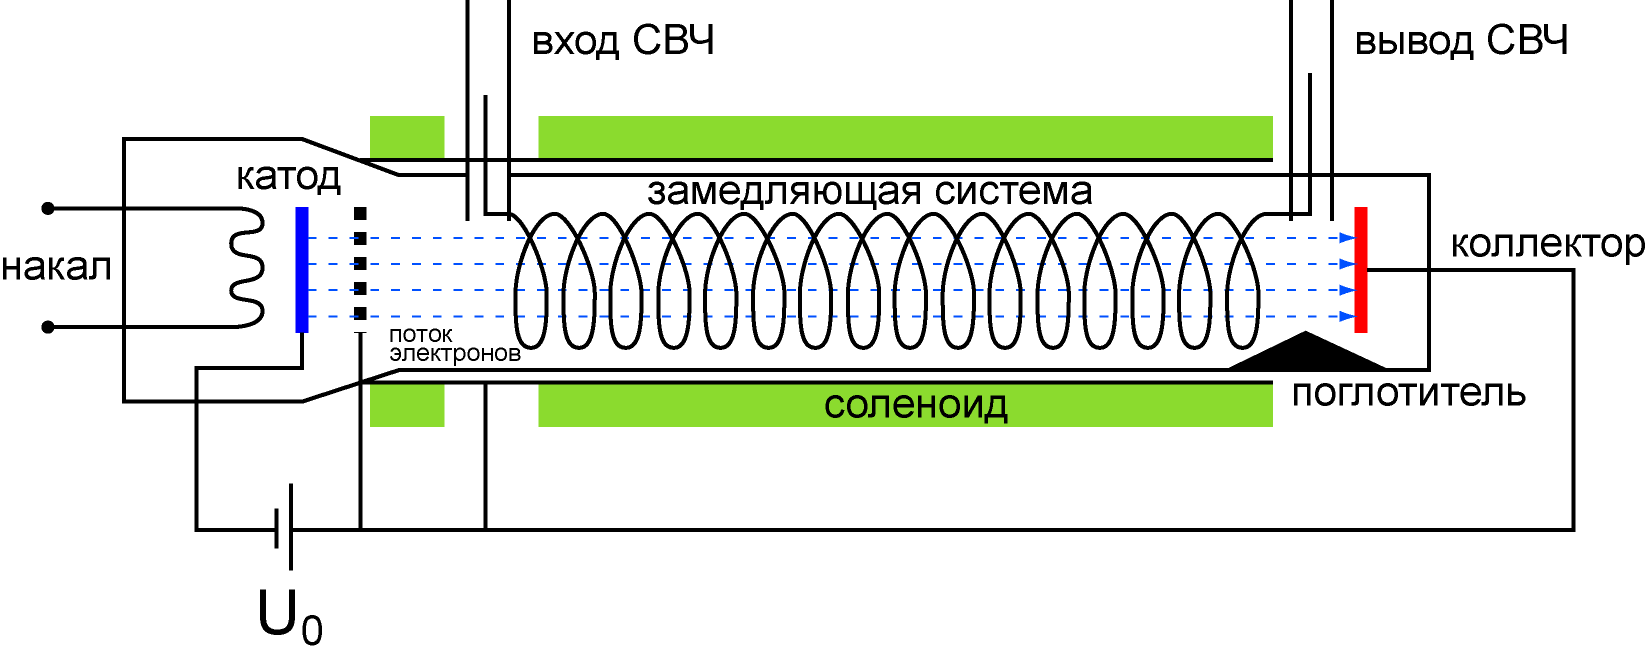 вход СВЧ
вывод СВЧ
катод
замедляющая система
накал
коллектор
поток
электронов
соленоид
поглотитель
U₀